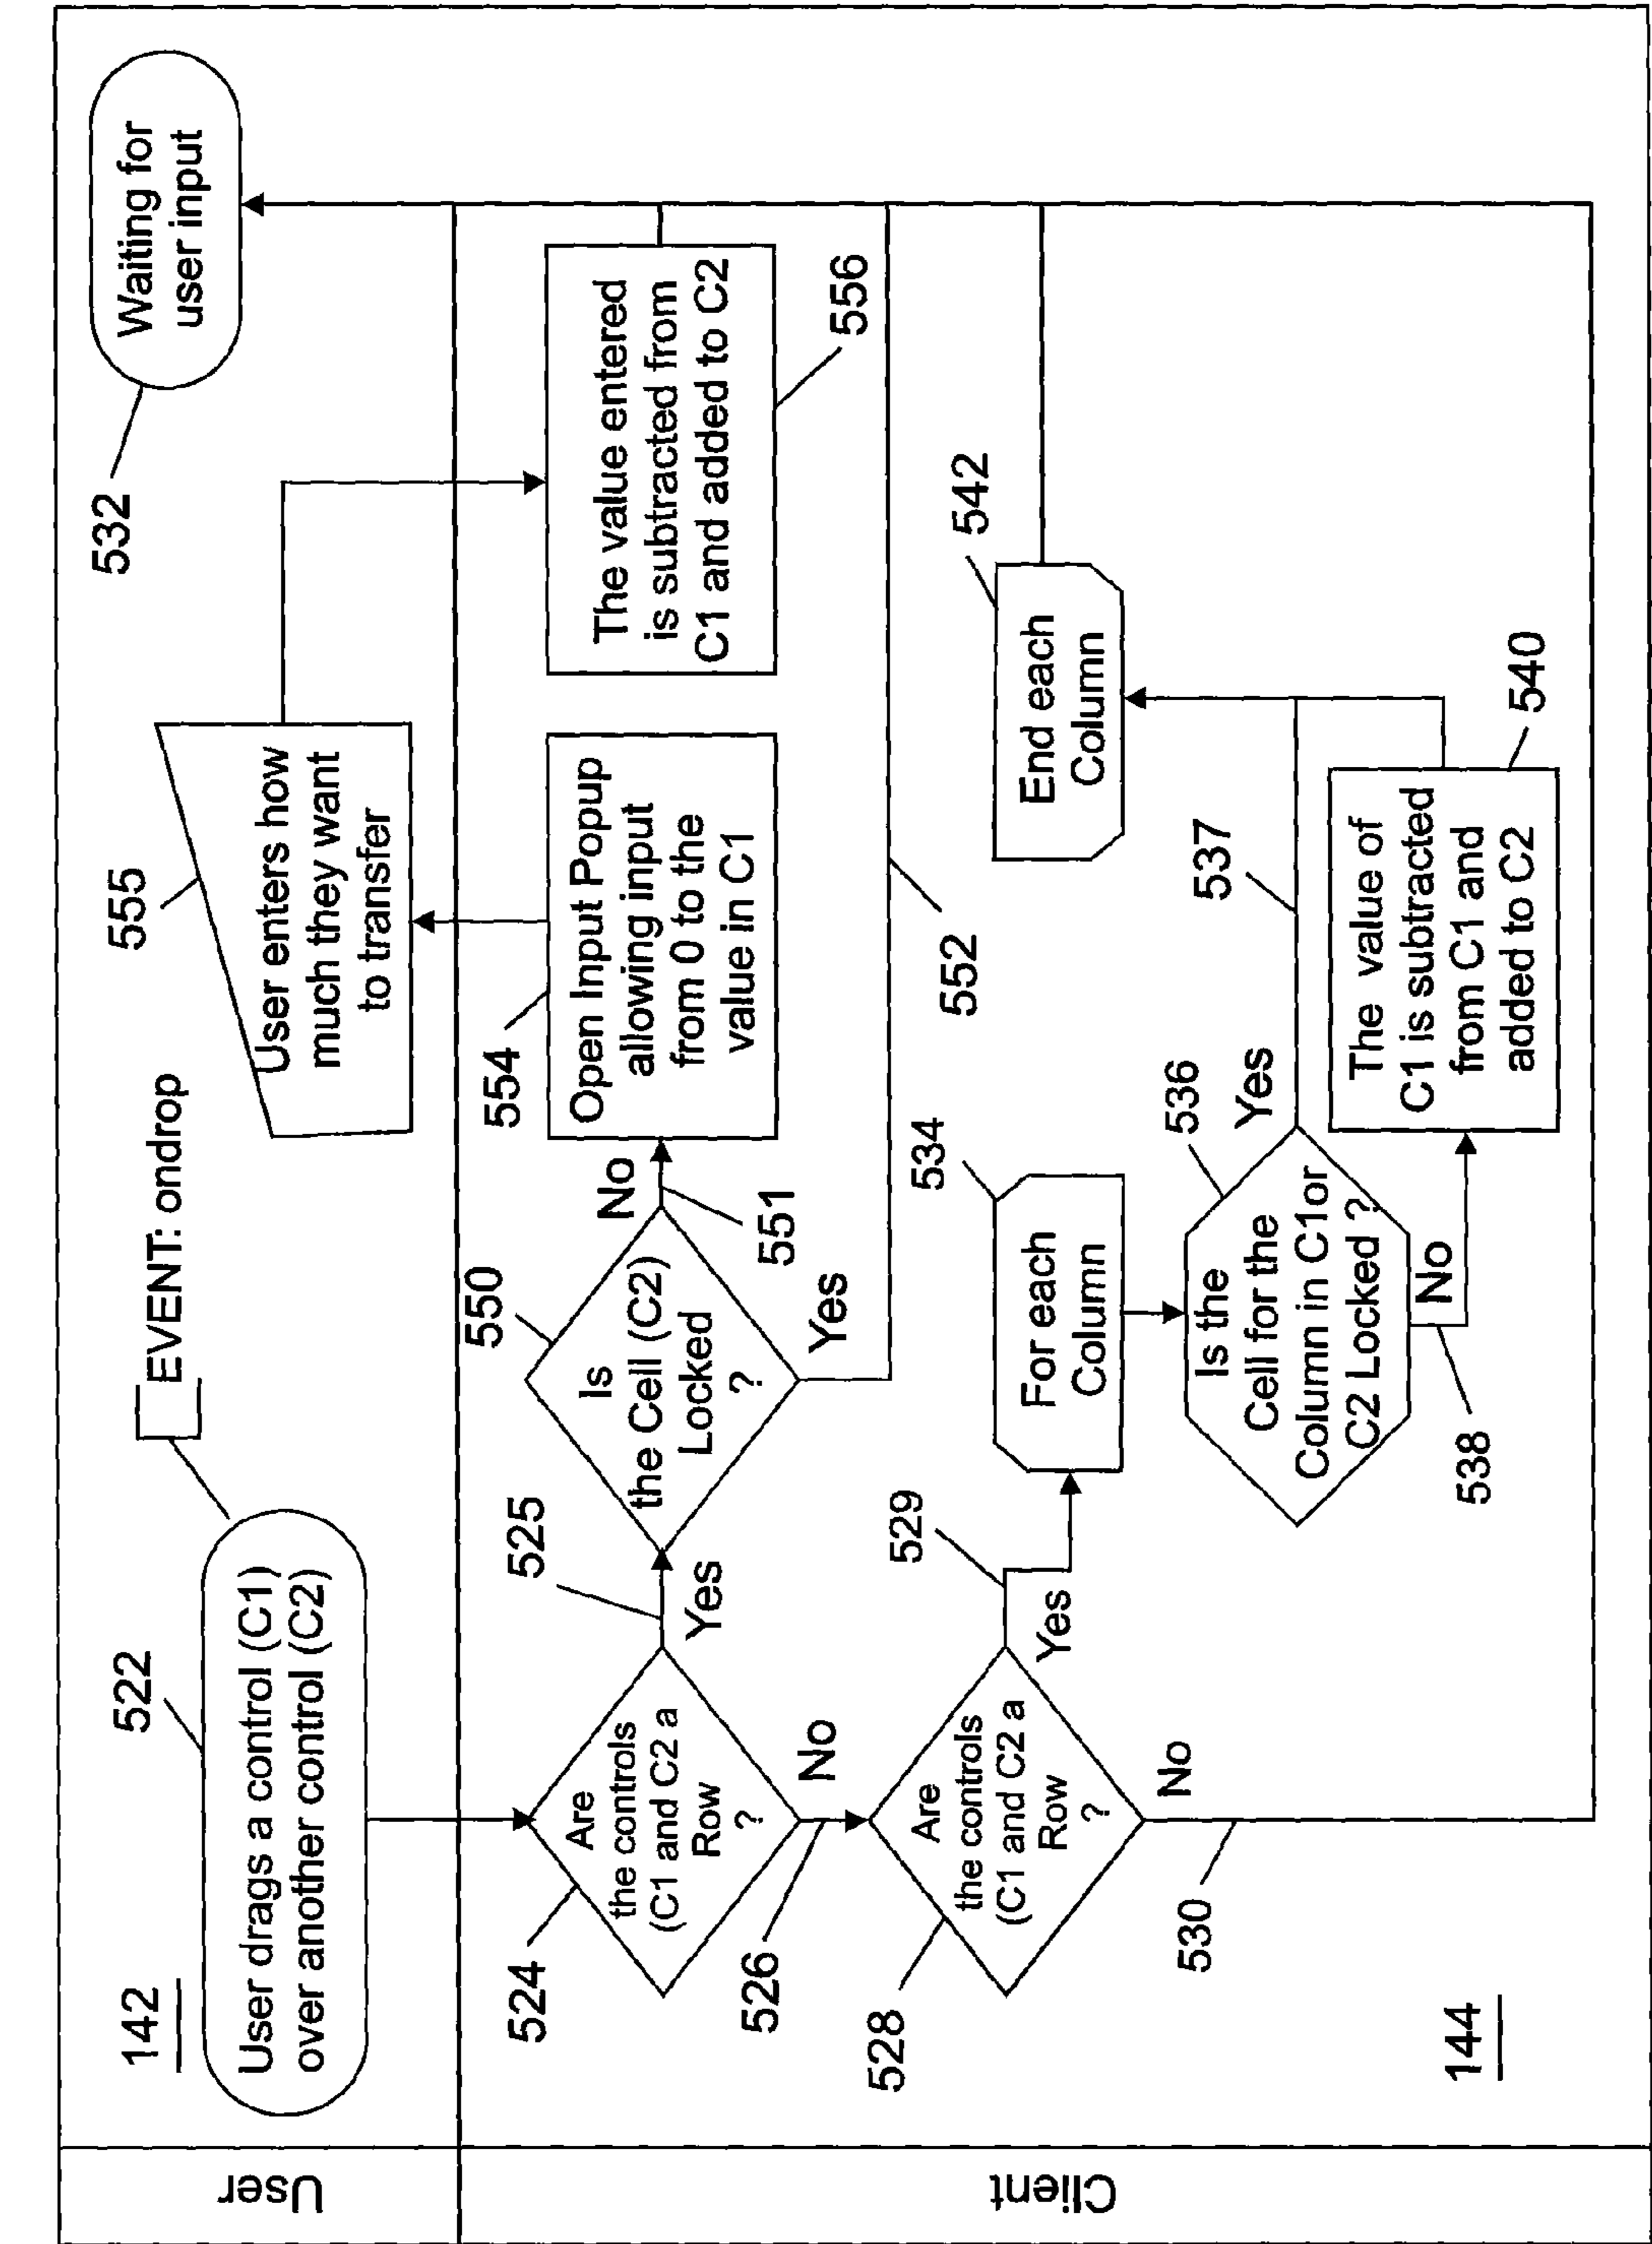 User
Client
142
522
User drags a control (C1)
over another control (C2)
EVENT: ondrop
555
User enters how
much they want
to transfer
532
Waiting for
user input
524
Are
the controls
(C1 and C2 a
Row
?
525
Yes
550
Is
the Cell (C2)
Locked
?
No
551
Yes
554
Open Input Popup
allowing input
from 0 to the
value in C1
The value entered
is subtracted from
C1 and added to C2
556
552
526
No
528
Are
the controls
(C1 and C2 a
Row
?
529
Yes
No
530
534
For each
Column
536
Is the
Cell for the
Column in C1or
C2 Locked ?
Yes
537
No
538
The value of
C1 is subtracted
from C1 and
added to C2
540
542
End each
Column
144